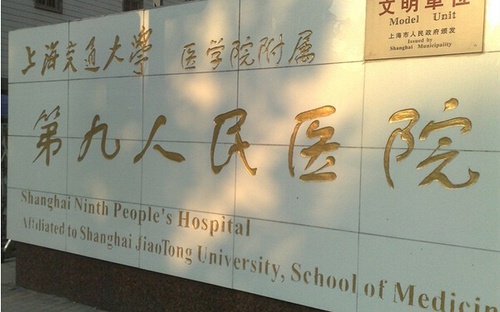 文明单位
Model Unit
上海市人民政府颁发
Issued by
Shanghai Municipality
上海交通大學 医学院附属
第九人民医院
Shanghai Ninth People's Hospital
Affiliated to Shanghai JiaoTong University, School of Medicin